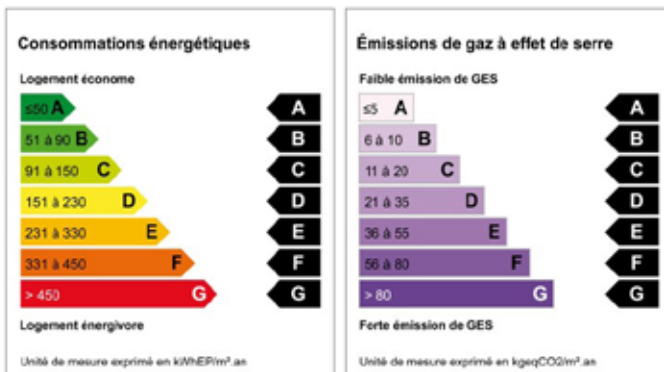 Consommations énergétiques
Logement économe
≤50 A A
51 à 90 B B
91 à 150 C C
151 à 230 D D
231 à 330 E E
331 à 450 F F
> 450 G G
Logement énergivore
Unité de mesure exprimé en kWhEP/m².an
Émissions de gaz à effet de serre
Faible émission de GES
≤5 A A
6 à 10 B B
11 à 20 C C
21 à 35 D D
36 à 55 E E
56 à 80 F F
> 80 G G
Forte émission de GES
Unité de mesure exprimé en kgeqCO2/m².an